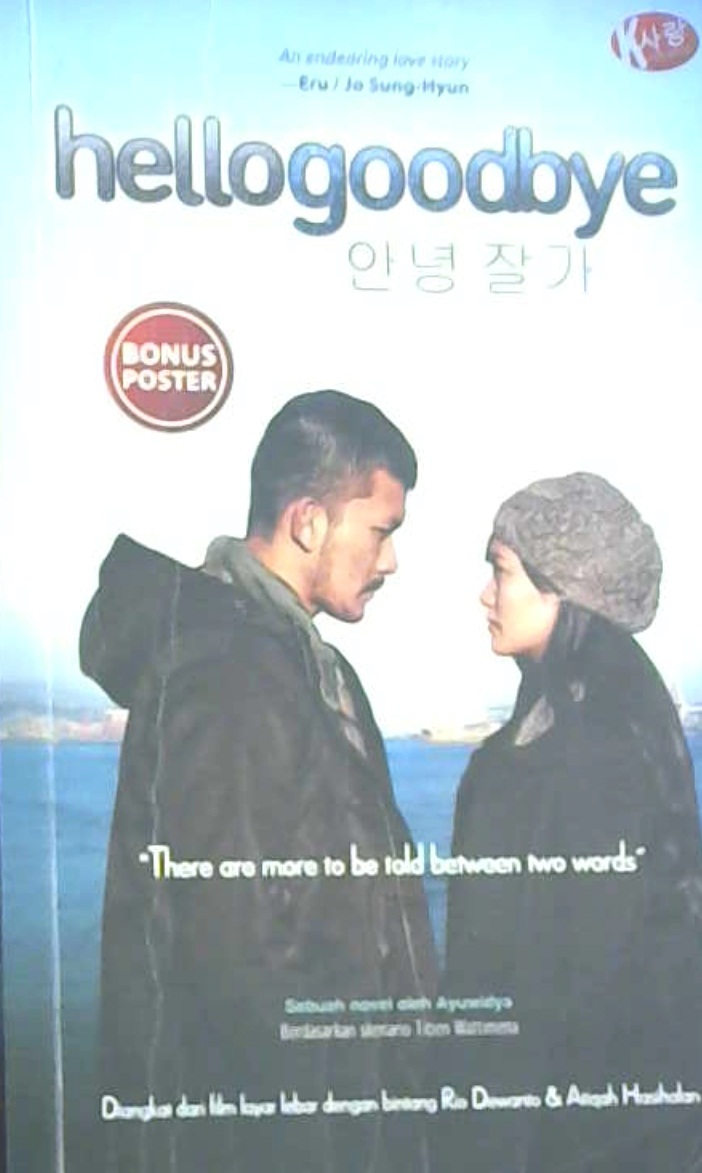 K사랑
An endearing love story
—Eru / Jo Sung-Hyun
hellogoodbye
안녕 잘가
BONUS
POSTER
"There are more to be told between two words"
Sebuah novel oleh Ayuwidya
Berdasarkan skenario Titien Wattimena
Diangkat dari film layar lebar dengan bintang Rio Dewanto & Atiqah Hasiholan